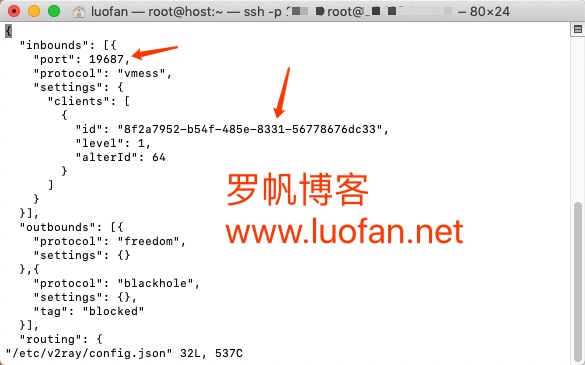 luofan — root@host:~ — ssh -p root@ — 80×24
{
"inbounds": [{
"port": 19687,
"protocol": "vmess",
"settings": {
"clients": [
{
"id": "8f2a7952-b54f-485e-8331-56778676dc33",
"level": 1,
"alterId": 64
}
]
}
}],
"outbounds": [{
"protocol": "freedom",
"settings": {}
},{
"protocol": "blackhole",
"settings": {},
"tag": "blocked"
}],
"routing": {
"/etc/v2ray/config.json" 32L, 537C
罗帆博客
www.luofan.net